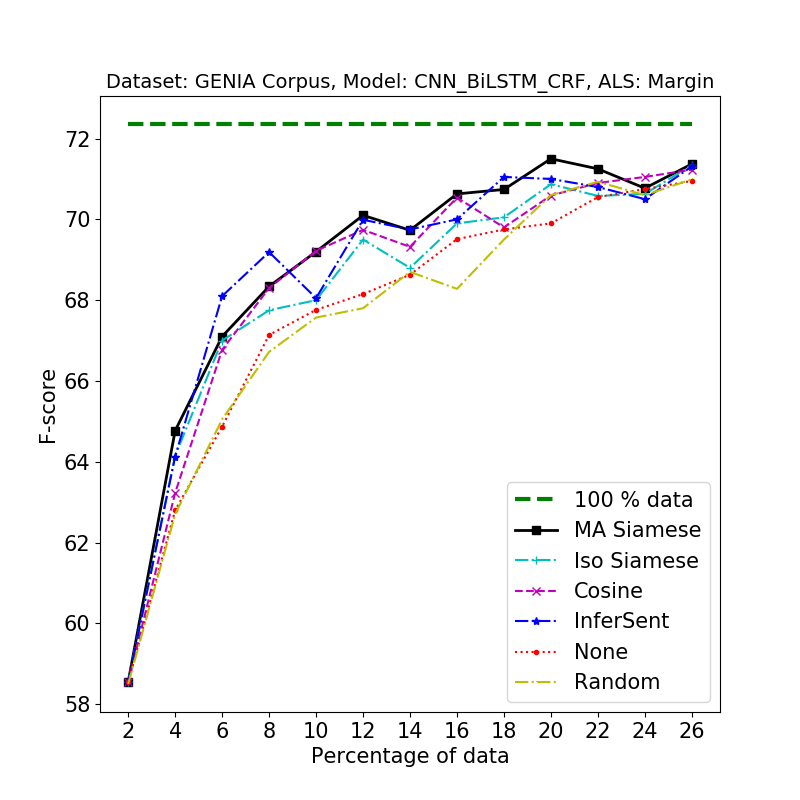 Dataset: GENIA Corpus, Model: CNN_BiLSTM_CRF, ALS: Margin
72
70
68
66
64
62
60
58
F-score
100 % data
MA Siamese
Iso Siamese
Cosine
InferSent
None
Random
2 4 6 8 10 12 14 16 18 20 22 24 26
Percentage of data